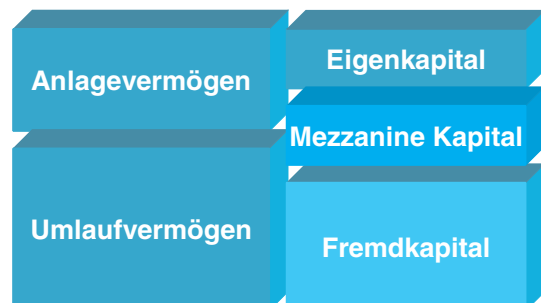 Anlagevermögen
Umlaufvermögen
Eigenkapital
Mezzanine Kapital
Fremdkapital